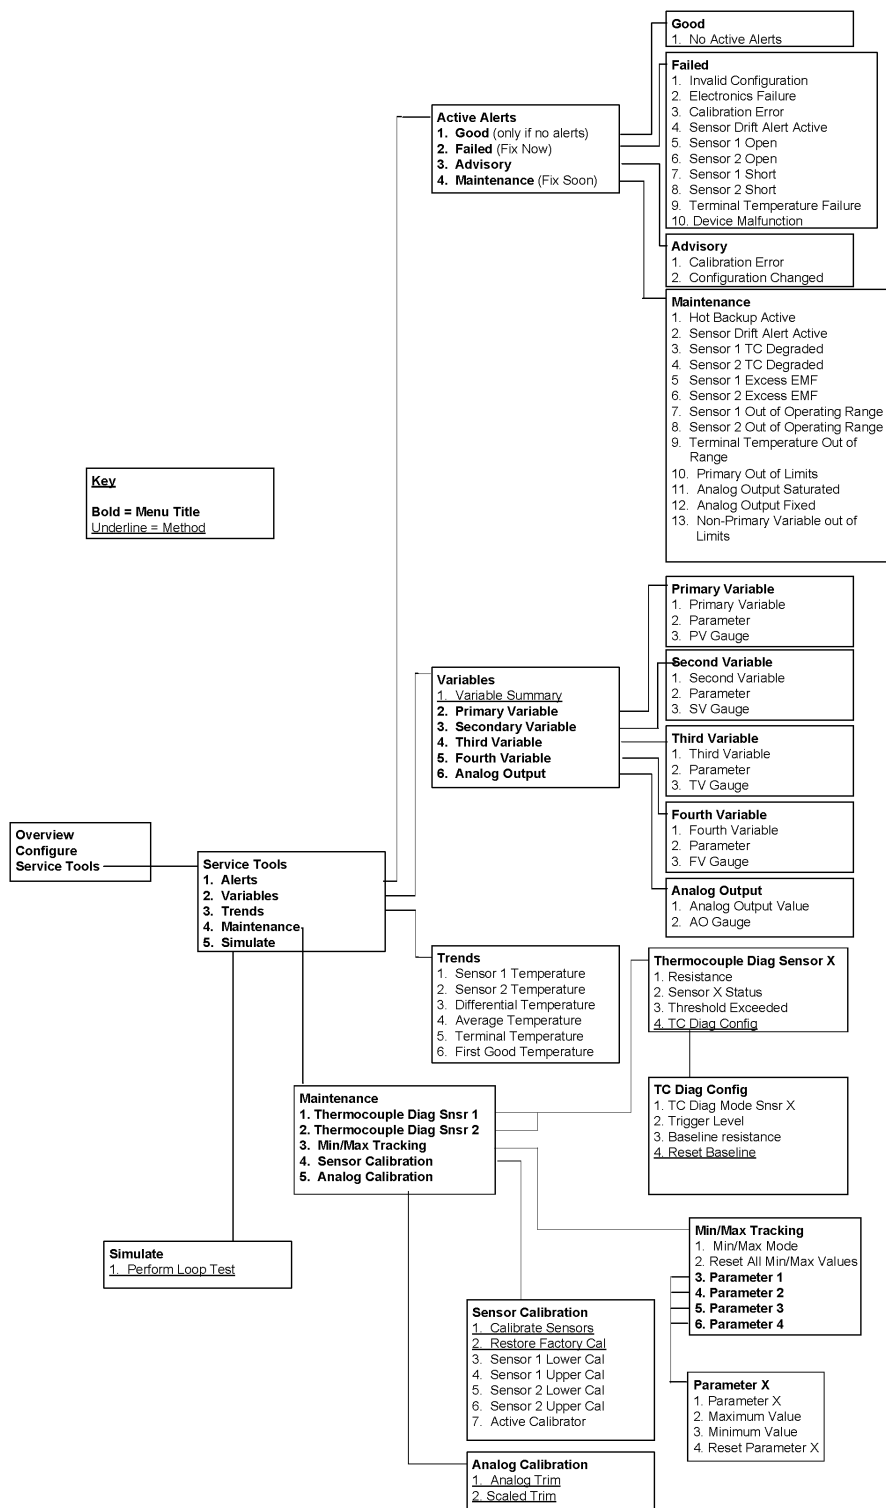 Good
1. No Active Alerts
Failed
1. Invalid Configuration
2. Electronics Failure
3. Calibration Error
4. Sensor Drift Alert Active
5. Sensor 1 Open
6. Sensor 2 Open
7. Sensor 1 Short
8. Sensor 2 Short
9. Terminal Temperature Failure
10. Device Malfunction
Active Alerts
1. Good (only if no alerts)
2. Failed (Fix Now)
3. Advisory
4. Maintenance (Fix Soon)
Advisory
1. Calibration Error
2. Configuration Changed
Maintenance
1. Hot Backup Active
2. Sensor Drift Alert Active
3. Sensor 1 TC Degraded
4. Sensor 2 TC Degraded
5 Sensor 1 Excess EMF
6. Sensor 2 Excess EMF
7. Sensor 1 Out of Operating Range
8. Sensor 2 Out of Operating Range
9. Terminal Temperature Out of
Range
10. Primary Out of Limits
11. Analog Output Saturated
12. Analog Output Fixed
13. Non-Primary Variable out of
Limits
Key
Bold = Menu Title
Underline = Method
Primary Variable
1. Primary Variable
2. Parameter
3. PV Gauge
Second Variable
1. Second Variable
2. Parameter
3. SV Gauge
Variables
1. Variable Summary
2. Primary Variable
3. Secondary Variable
4. Third Variable
5. Fourth Variable
6. Analog Output
Third Variable
1. Third Variable
2. Parameter
3. TV Gauge
Fourth Variable
1. Fourth Variable
2. Parameter
3. FV Gauge
Analog Output
1. Analog Output Value
2. AO Gauge
Overview
Configure
Service Tools
Service Tools
1. Alerts
2. Variables
3. Trends
4. Maintenance
5. Simulate
Trends
1. Sensor 1 Temperature
2. Sensor 2 Temperature
3. Differential Temperature
4. Average Temperature
5. Terminal Temperature
6. First Good Temperature
Thermocouple Diag Sensor X
1. Resistance
2. Sensor X Status
3. Threshold Exceeded
4. TC Diag Config
TC Diag Config
1. TC Diag Mode Snsr X
2. Trigger Level
3. Baseline resistance
4. Reset Baseline
Maintenance
1. Thermocouple Diag Snsr 1
2. Thermocouple Diag Snsr 2
3. Min/Max Tracking
4. Sensor Calibration
5. Analog Calibration
Simulate
1. Perform Loop Test
Min/Max Tracking
1. Min/Max Mode
2. Reset All Min/Max Values
3. Parameter 1
4. Parameter 2
5. Parameter 3
6. Parameter 4
Sensor Calibration
1. Calibrate Sensors
2. Restore Factory Cal
3. Sensor 1 Lower Cal
4. Sensor 1 Upper Cal
5. Sensor 2 Lower Cal
6. Sensor 2 Upper Cal
7. Active Calibrator
Parameter X
1. Parameter X
2. Maximum Value
3. Minimum Value
4. Reset Parameter X
Analog Calibration
1. Analog Trim
2. Scaled Trim